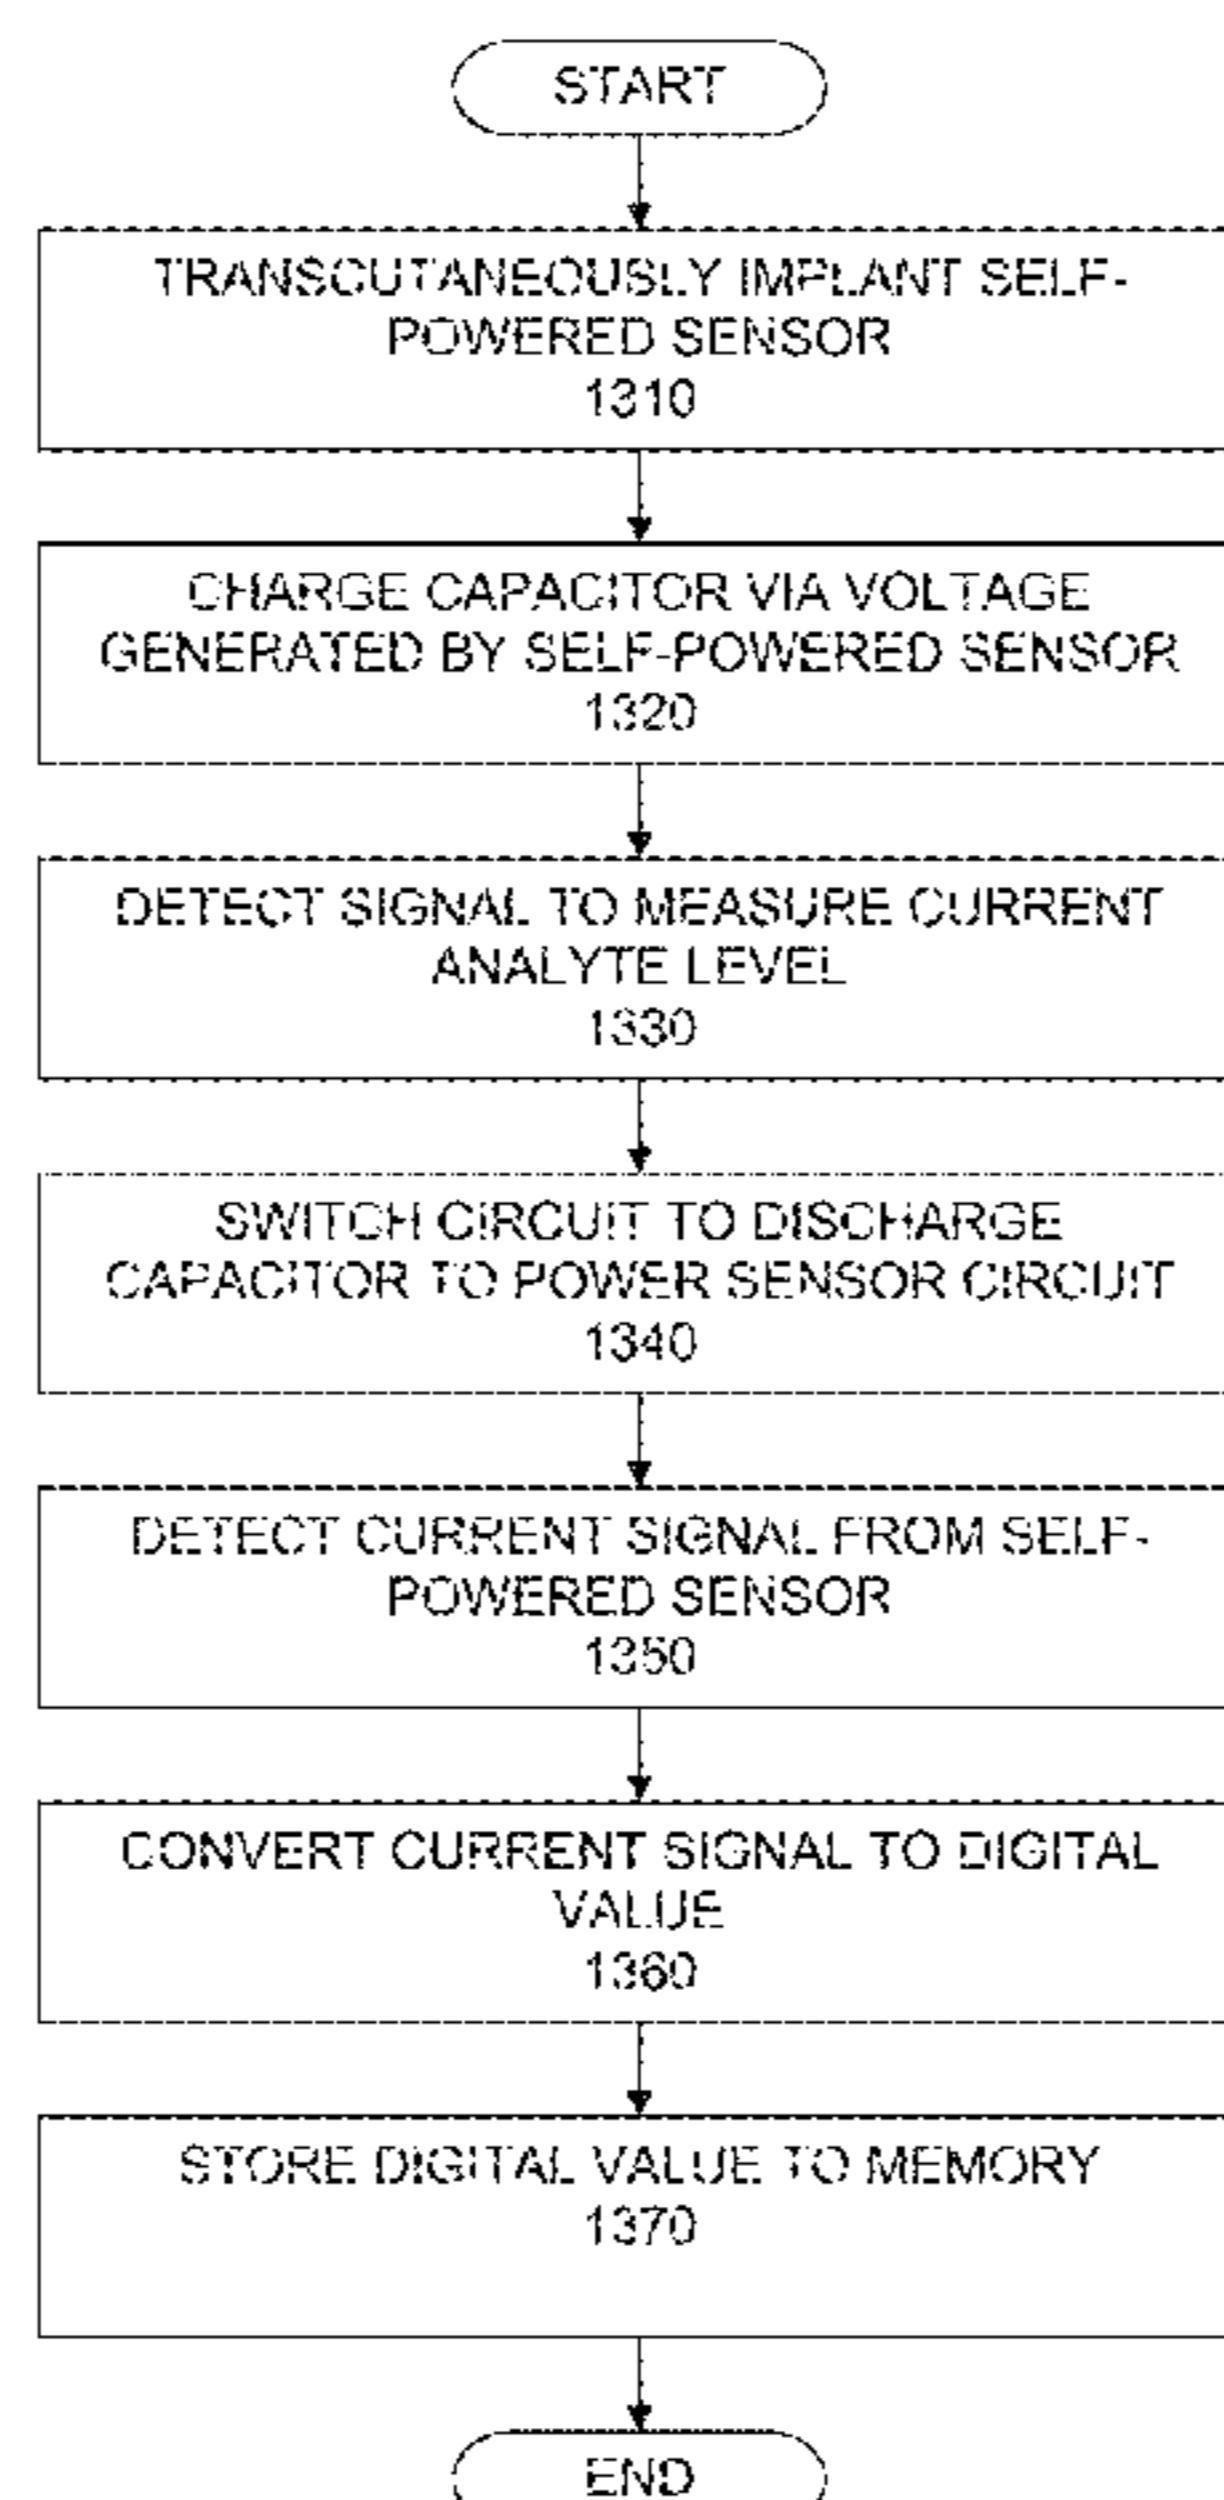 START
TRANSCUTANEOUSLY IMPLANT SELF-
POWERED SENSOR
1310
CHARGE CAPACITOR VIA VOLTAGE
GENERATED BY SELF-POWERED SENSOR
1320
DETECT SIGNAL TO MEASURE CURRENT
ANALYTE LEVEL
1330
SWITCH CIRCUIT TO DISCHARGE
CAPACITOR TO POWER SENSOR CIRCUIT
1340
DETECT CURRENT SIGNAL FROM SELF-
POWERED SENSOR
1350
CONVERT CURRENT SIGNAL TO DIGITAL
VALUE
1360
STORE DIGITAL VALUE TO MEMORY
1370
END